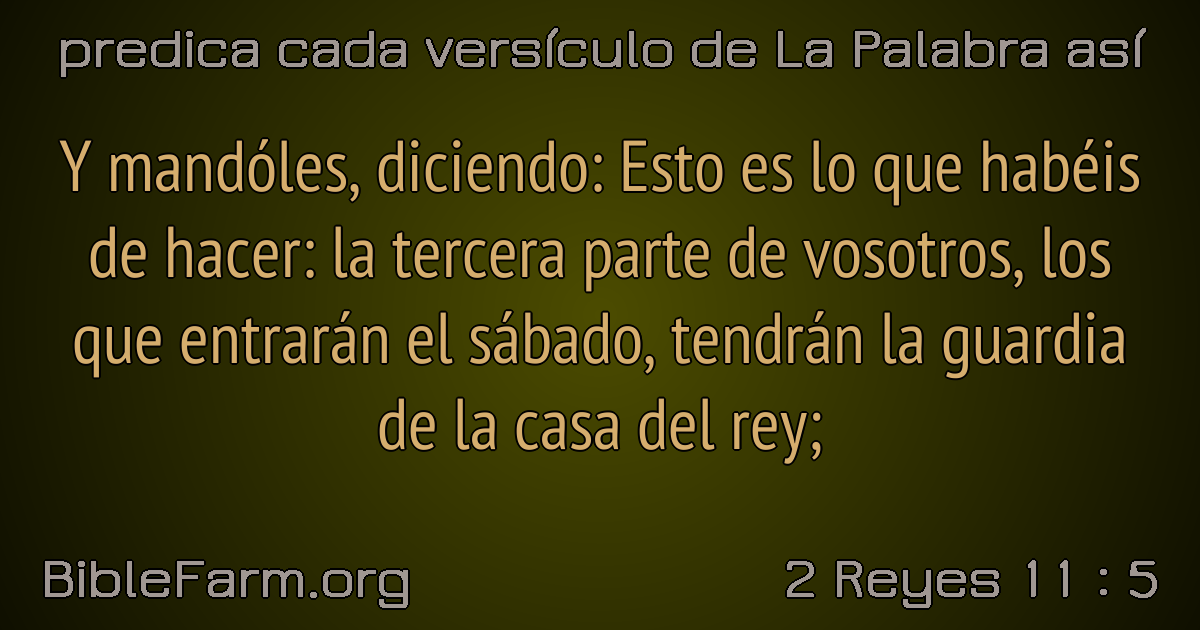 predica cada versículo de La Palabra así
Y mandóles, diciendo: Esto es lo que habéis
de hacer: la tercera parte de vosotros, los
que entrarán el sábado, tendrán la guardia
de la casa del rey;
BibleFarm.org
2 Reyes 11 : 5